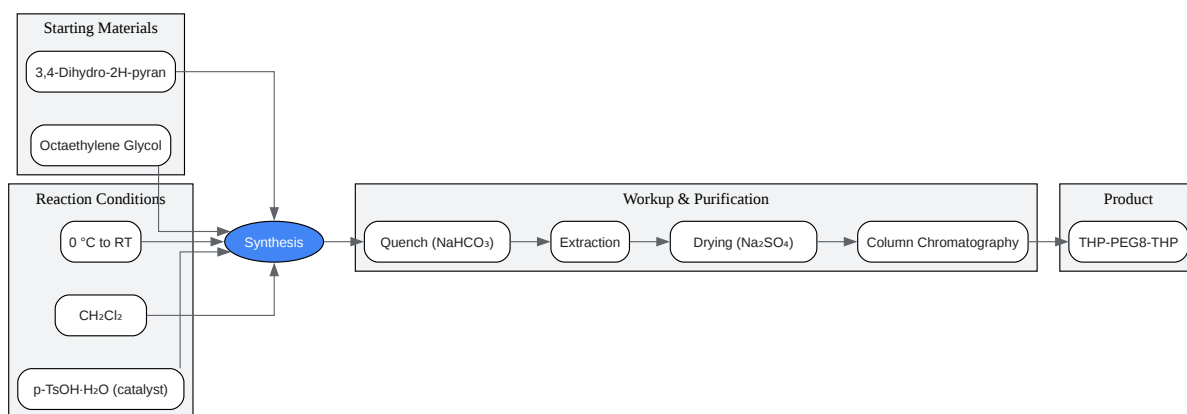 Starting Materials
3,4-Dihydro-2H-pyran
Octaethylene Glycol
Reaction Conditions
0 °C to RT
CH₂Cl₂
p-TsOH·H₂O (catalyst)
Synthesis
Workup & Purification
Quench (NaHCO₃)
Extraction
Drying (Na₂SO₄)
Column Chromatography
Product
THP-PEG8-THP